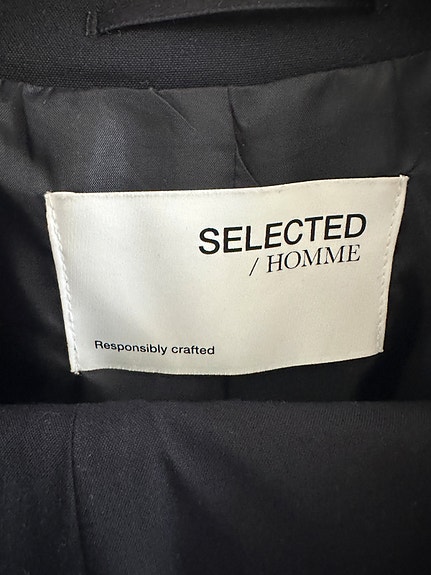 SELECTED
/ HOMME
Responsibly crafted